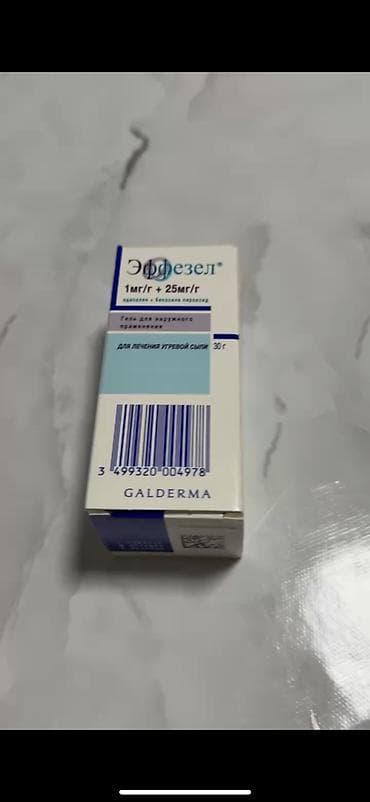 Эффезел®
1мг/г + 25мг/г
адапален + бензоила пероксид
Гель для наружного
применения
ДЛЯ ЛЕЧЕНИЯ УГРЕВОЙ СЫПИ 30 г
3 499320 004978
GALDERMA